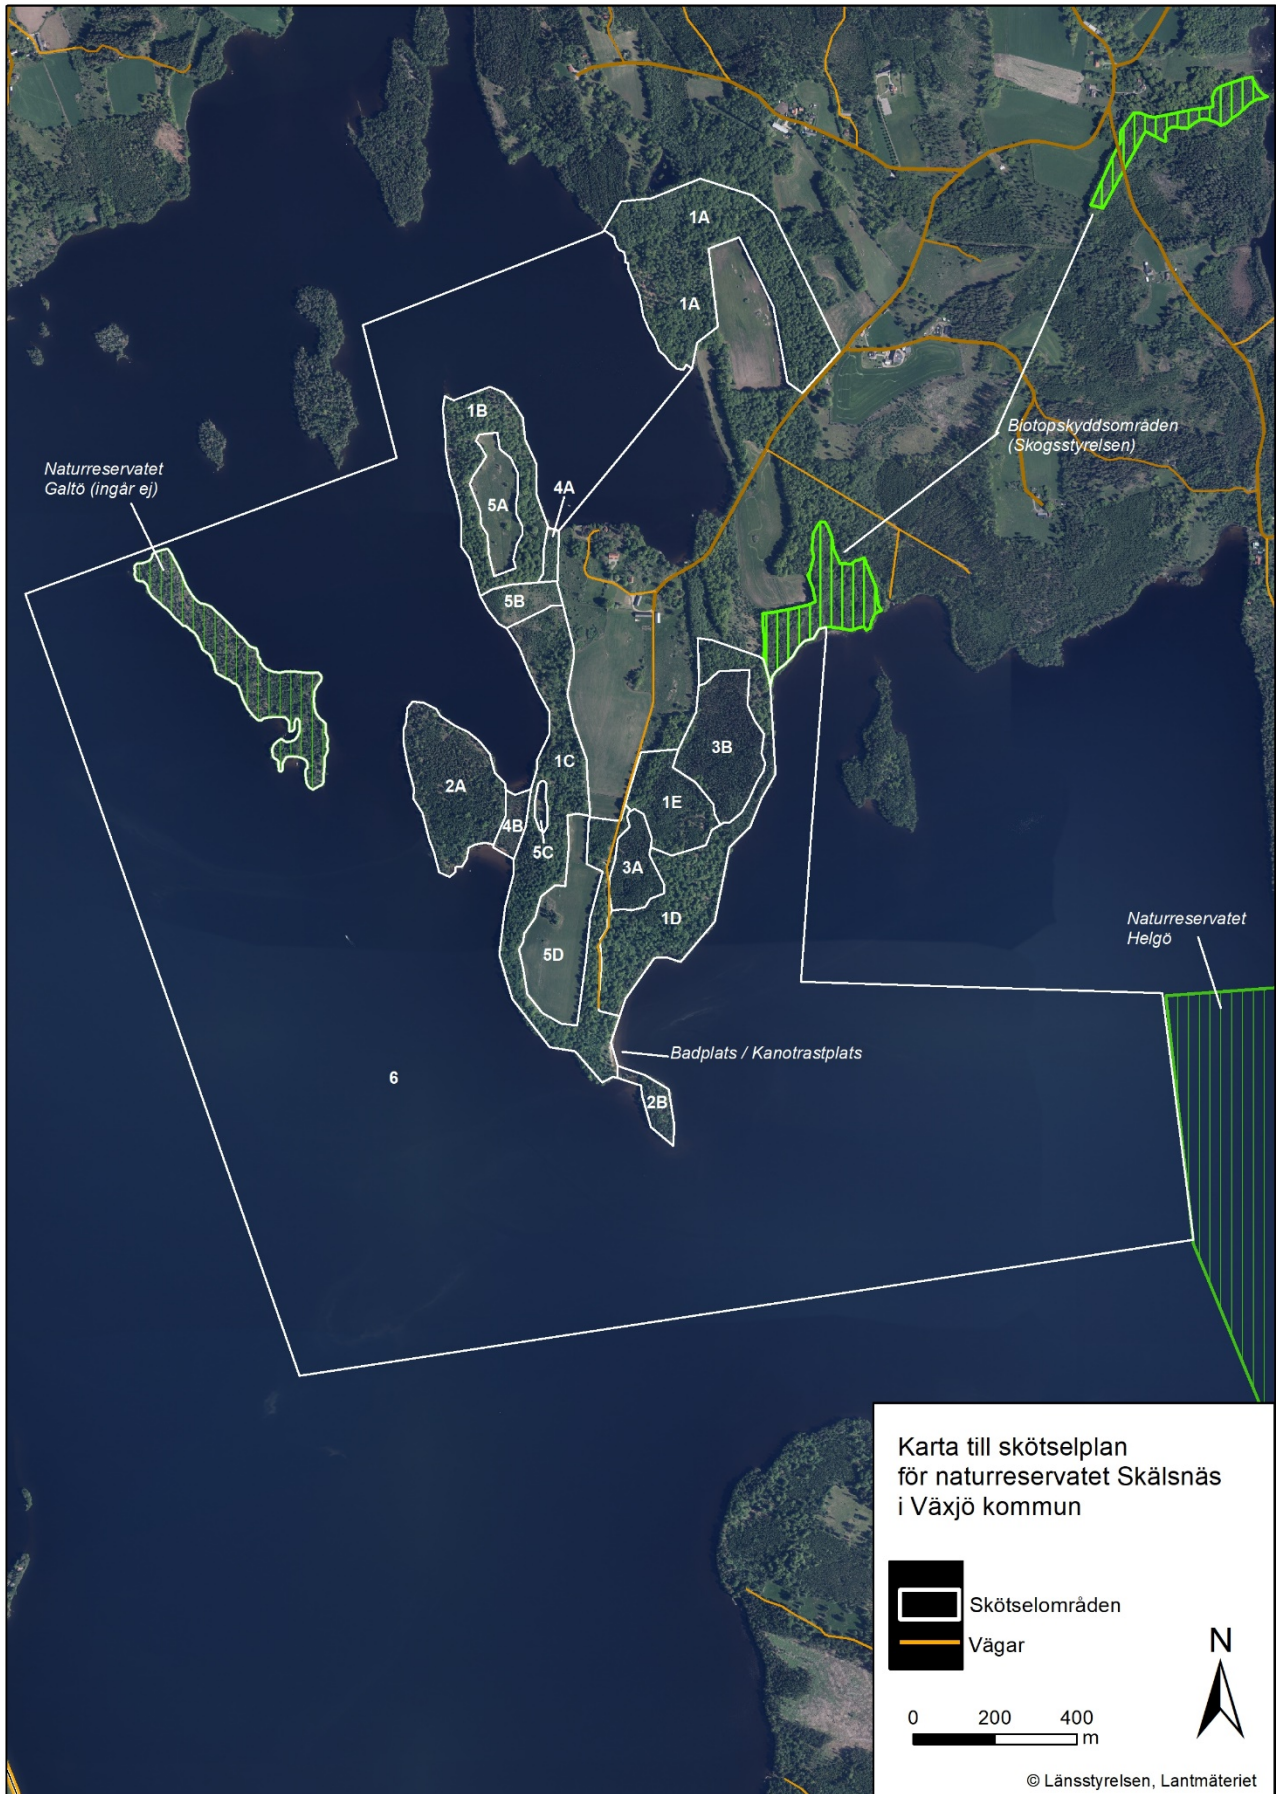 1A
1A
1B
Biotopskyddsområden
(Skogsstyrelsen)
Naturreservatet
Galtö (ingår ej)
4A
5A
5B
3B
1C
2A
1E
4B
5C
3A
1D
Naturreservatet
Helgö
5D
Badplats / Kanotrastplats
6
2B
Karta till skötselplan
för naturreservatet Skälsnäs
i Växjö kommun
Skötselområden
Vägar
N
0 200 400
m
© Länsstyrelsen, Lantmäteriet